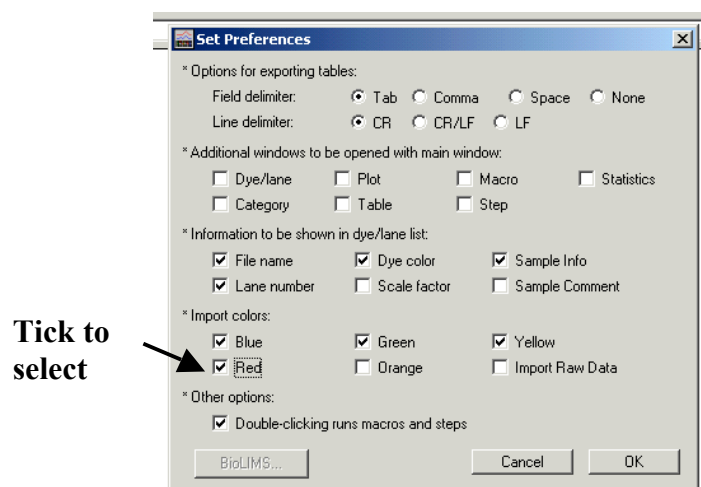 Set Preferences
* Options for exporting tables:
Field delimiter: Tab Comma Space None
Line delimiter: CR CR/LF LF
* Additional windows to be opened with main window:
Dye/lane Plot Macro Statistics
Category Table Step
* Information to be shown in dye/lane list:
File name Dye color Sample Info
Lane number Scale factor Sample Comment
* Import colors:
Blue Green Yellow
Tick to
select
Red Orange Import Raw Data
* Other options:
Double-clicking runs macros and steps
BioLIMS... Cancel OK